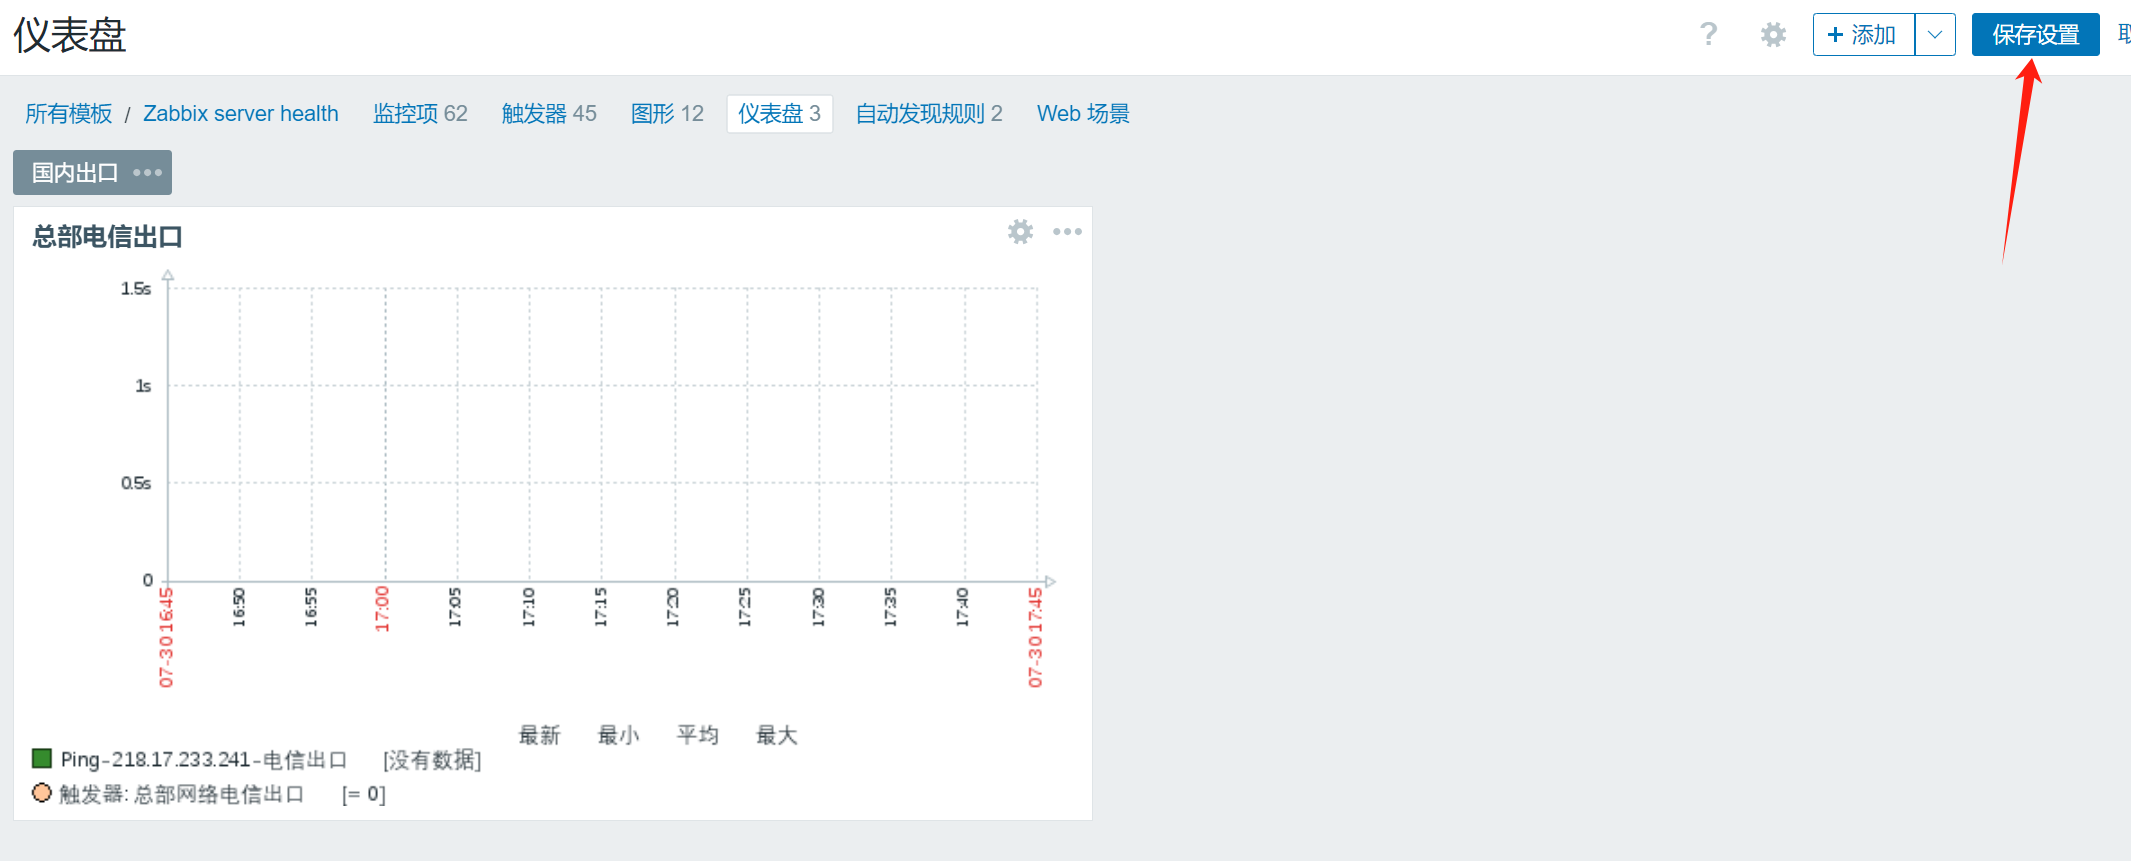 仪表盘
? 添加 保存设置
所有模板 / Zabbix server health 监控项 62 触发器 45 图形 12 仪表盘 3 自动发现规则 2 Web 场景
国内出口
总部电信出口
1.5s
1s
0.5s
0
07-30 16:45 16:50 16:55 17:00 17:05 17:10 17:15 17:20 17:25 17:30 17:35 17:40 07-30 17:45
最新 最小 平均 最大
Ping-218.17.233.241-电信出口 [没有数据]
触发器: 总部网络电信出口 [= 0]